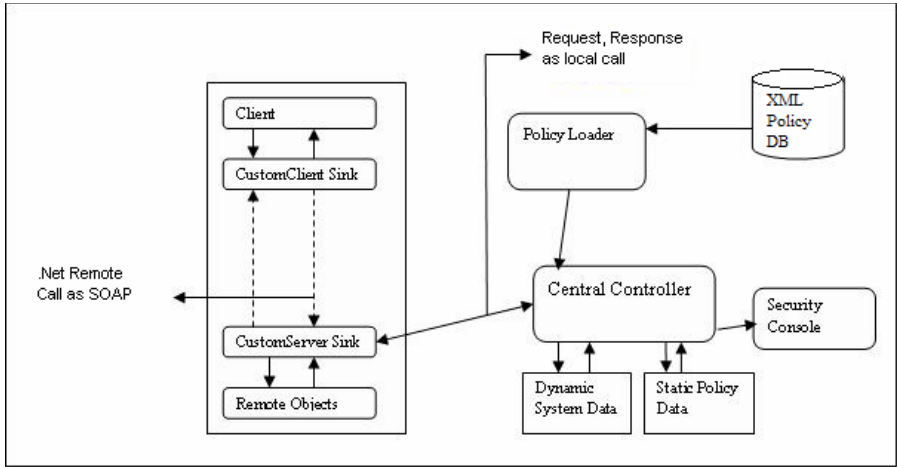 Request, Response
as local call
XML
Policy
DB
Client
Policy Loader
CustomClient Sink
.Net Remote
Call as SOAP
Central Controller
Security
Console
CustomServer Sink
Remote Objects
Dynamic
System Data
Static Policy
Data